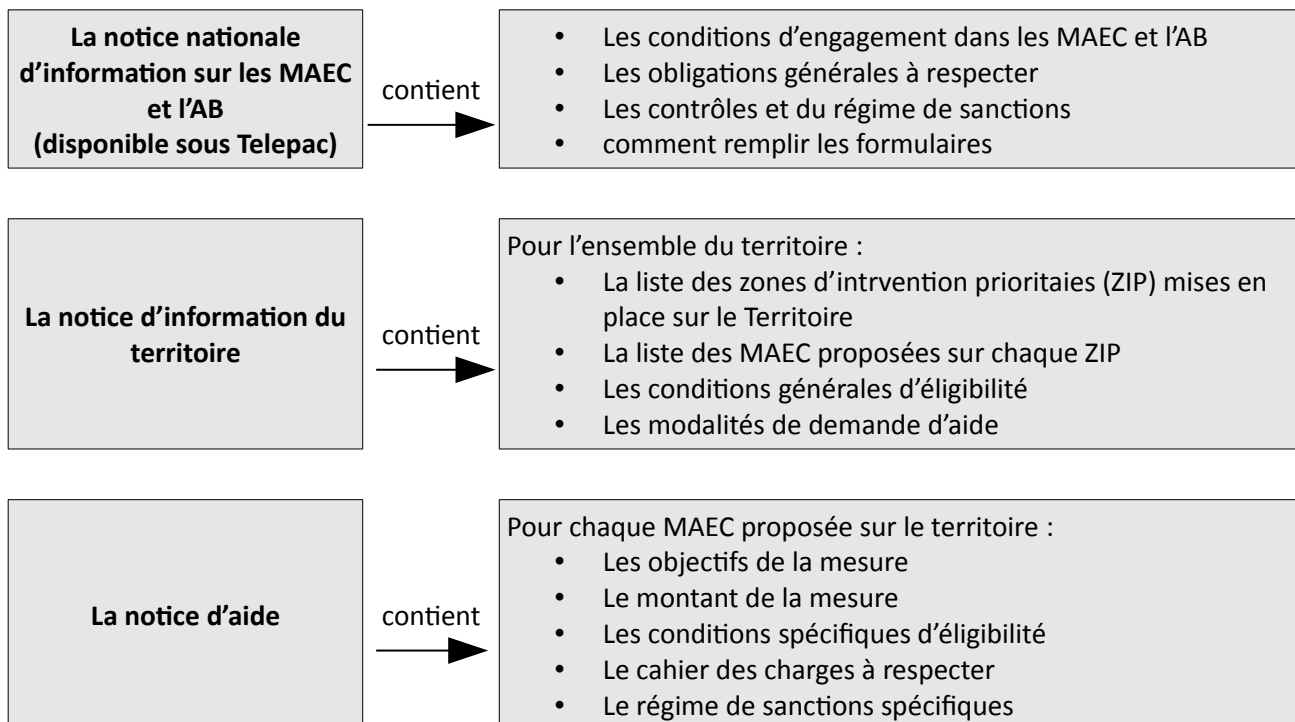 La notice nationale
d’information sur les MAEC
et l’AB
(disponible sous Telepac)
contient
• Les conditions d’engagement dans les MAEC et l’AB
• Les obligations générales à respecter
• Les contrôles et du régime de sanctions
• comment remplir les formulaires
La notice d’information du
territoire
contient
Pour l’ensemble du territoire :
• La liste des zones d’intrvention prioritaies (ZIP) mises en
place sur le Territoire
• La liste des MAEC proposées sur chaque ZIP
• Les conditions générales d’éligibilité
• Les modalités de demande d’aide
La notice d’aide
contient
Pour chaque MAEC proposée sur le territoire :
• Les objectifs de la mesure
• Le montant de la mesure
• Les conditions spécifiques d’éligibilité
• Le cahier des charges à respecter
• Le régime de sanctions spécifiques